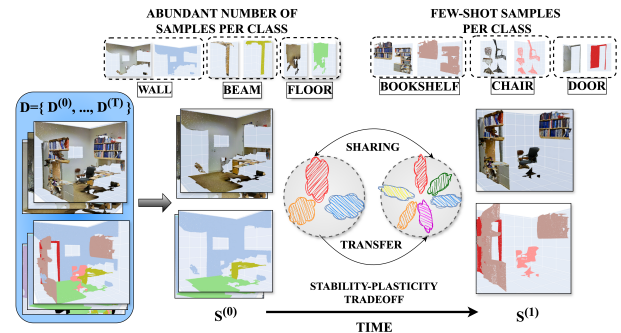 ABUNDANT NUMBER OF
SAMPLES PER CLASS
FEW-SHOT SAMPLES
PER CLASS
WALL
BEAM
FLOOR
BOOKSHELF
CHAIR
DOOR
D={ D(0), ..., D(T) }
SHARING
TRANSFER
STABILITY-PLASTICITY
TRADEOFF
S(0)
S(1)
TIME